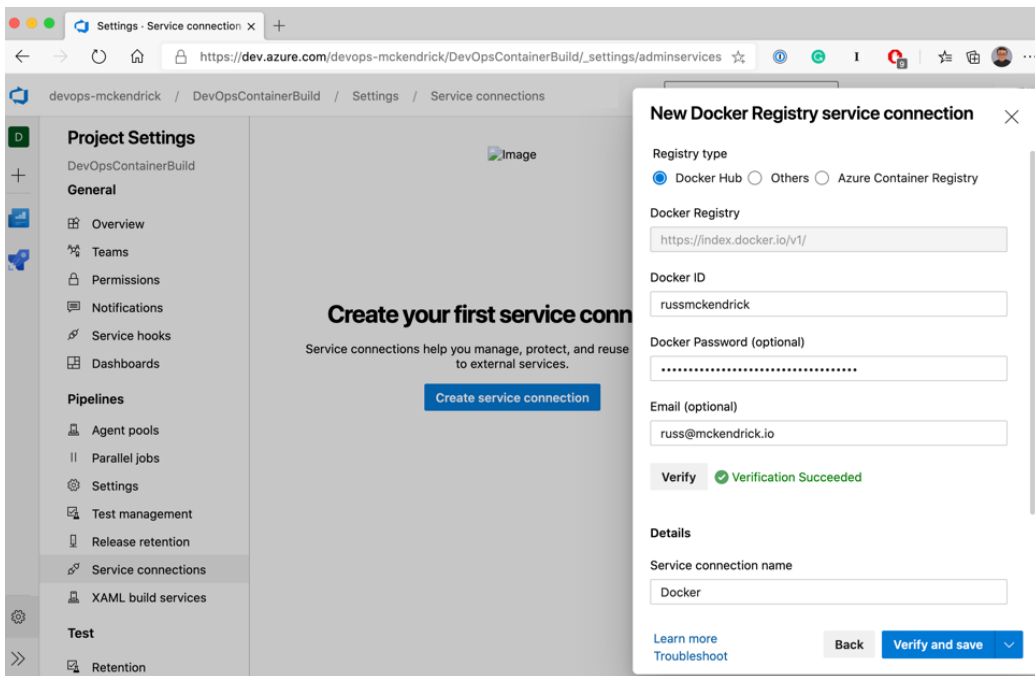 Settings · Service connection
https://dev.azure.com/devops-mckendrick/DevOpsContainerBuild/_settings/adminservices
9
devops-mckendrick / DevOpsContainerBuild / Settings / Service connections
D
Project Settings
DevOpsContainerBuild
General
Overview
Teams
Permissions
Notifications
Service hooks
Dashboards
Pipelines
Agent pools
Parallel jobs
Settings
Test management
Release retention
Service connections
XAML build services
Test
Retention
Image
Create your first service conn
Service connections help you manage, protect, and reuse
to external services.
Create service connection
New Docker Registry service connection
Registry type
Docker Hub Others Azure Container Registry
Docker Registry
https://index.docker.io/v1/
Docker ID
russmckendrick
Docker Password (optional)
Email (optional)
russ@mckendrick.io
Verify Verification Succeeded
Details
Service connection name
Docker
Learn more
Troubleshoot
Back Verify and save